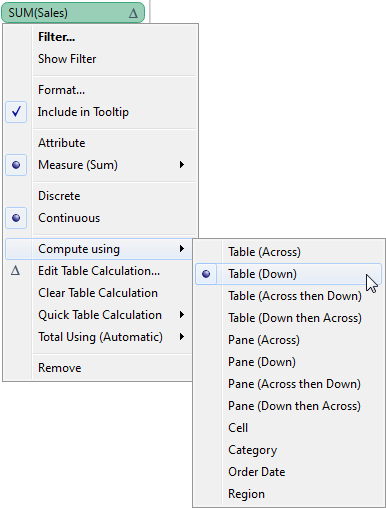 SUM(Sales) Δ
Filter...
Show Filter
Format...
Include in Tooltip
Attribute
Measure (Sum)
Discrete
Continuous
Compute using
Δ Edit Table Calculation...
Clear Table Calculation
Quick Table Calculation
Total Using (Automatic)
Remove
Table (Across)
Table (Down)
Table (Across then Down)
Table (Down then Across)
Pane (Across)
Pane (Down)
Pane (Across then Down)
Pane (Down then Across)
Cell
Category
Order Date
Region